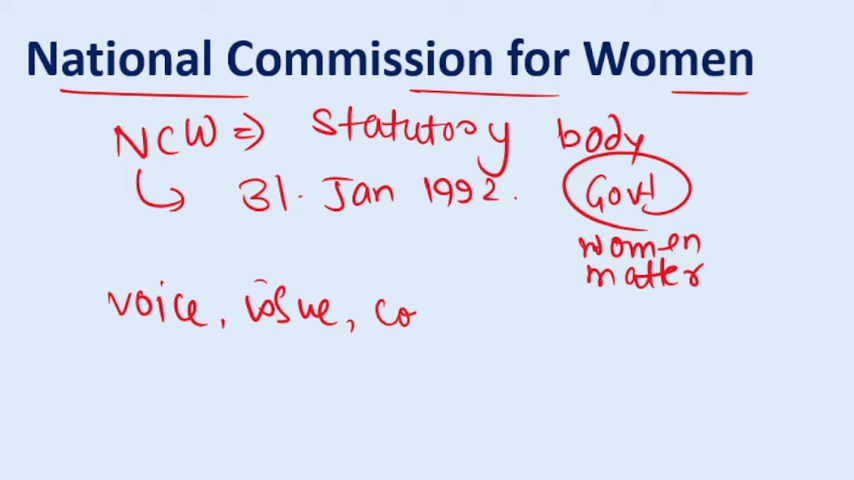 National Commission for Women
NCW => Statutory body
31. Jan 1992. Govt
women
matter
voice, issue, co